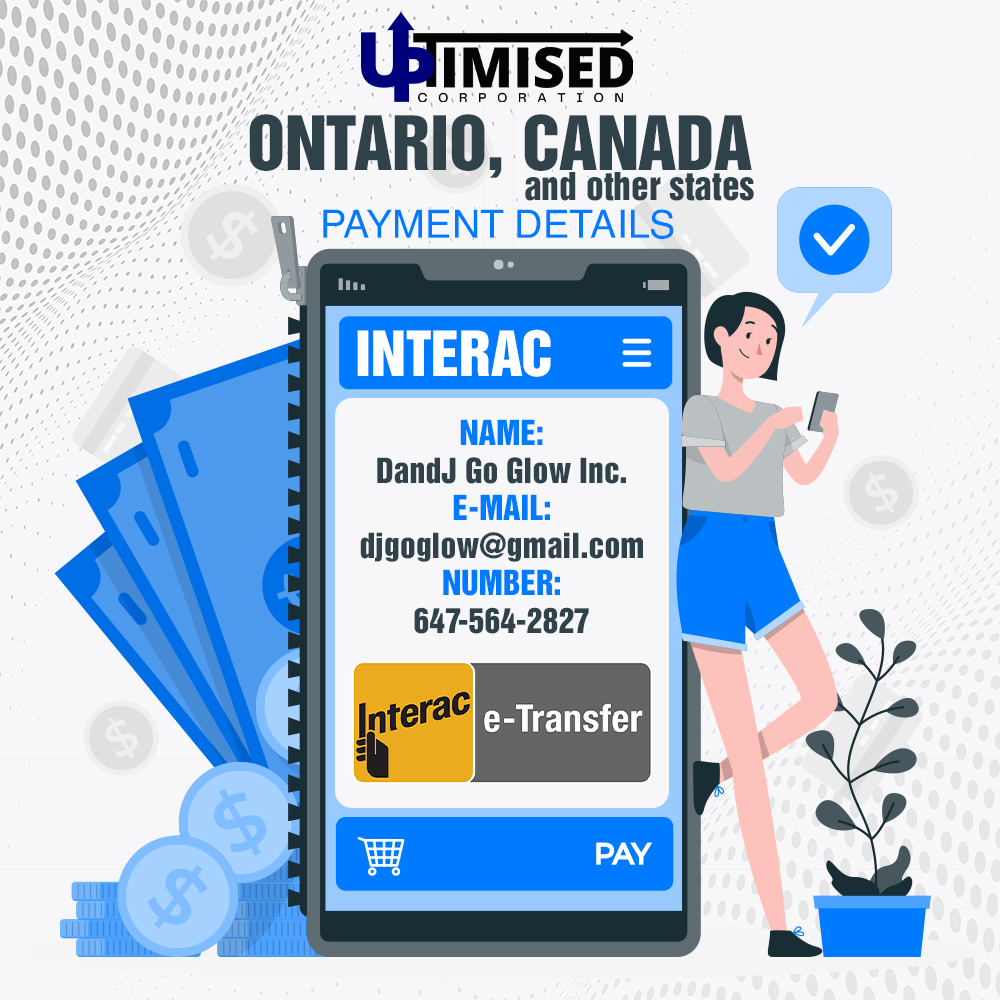 UPTIMISED
CORPORATION
ONTARIO, CANADA
and other states
PAYMENT DETAILS
INTERAC
NAME:
DandJ Go Glow Inc.
E-MAIL:
djgoglow@gmail.com
NUMBER:
647-564-2827
Interac e-Transfer
PAY